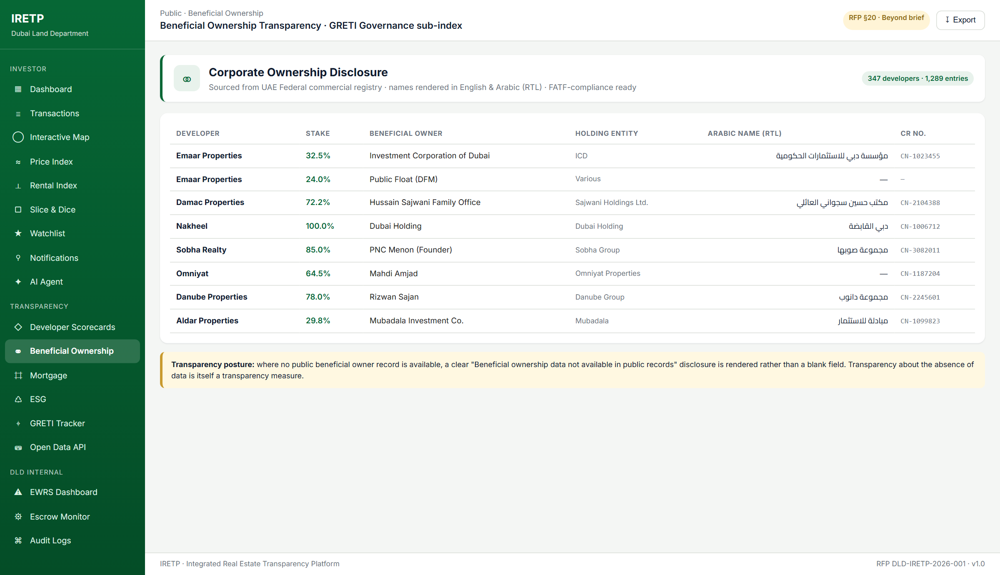 IRETP
Dubai Land Department
INVESTOR
Dashboard
Transactions
Interactive Map
Price Index
Rental Index
Slice & Dice
Watchlist
Notifications
AI Agent
TRANSPARENCY
Developer Scorecards
Beneficial Ownership
Mortgage
ESG
GRETI Tracker
Open Data API
DLD INTERNAL
EWRS Dashboard
Escrow Monitor
Audit Logs
Public · Beneficial Ownership
Beneficial Ownership Transparency · GRETI Governance sub-index
RFP §20 · Beyond brief
↧ Export
Corporate Ownership Disclosure
Sourced from UAE Federal commercial registry · names rendered in English & Arabic (RTL) · FATF-compliance ready
347 developers · 1,289 entries
DEVELOPER STAKE BENEFICIAL OWNER HOLDING ENTITY ARABIC NAME (RTL) CR NO.
Emaar Properties 32.5% Investment Corporation of Dubai ICD مؤسسة دبي للاستثمارات الحكومية CN-1023455
Emaar Properties 24.0% Public Float (DFM) Various — —
Damac Properties 72.2% Hussain Sajwani Family Office Sajwani Holdings Ltd. مكتب حسين سجواني العائلي CN-2104388
Nakheel 100.0% Dubai Holding Dubai Holding دبي القابضة CN-1006712
Sobha Realty 85.0% PNC Menon (Founder) Sobha Group مجموعة صوبها CN-3082011
Omniyat 64.5% Mahdi Amjad Omniyat Properties — CN-1187204
Danube Properties 78.0% Rizwan Sajan Danube Group مجموعة دانوب CN-2245601
Aldar Properties 29.8% Mubadala Investment Co. Mubadala مبادلة للاستثمار CN-1099823
Transparency posture: where no public beneficial owner record is available, a clear "Beneficial ownership data not available in public records" disclosure is rendered rather than a blank field. Transparency about the absence of
data is itself a transparency measure.
IRETP · Integrated Real Estate Transparency Platform
RFP DLD-IRETP-2026-001 · v1.0